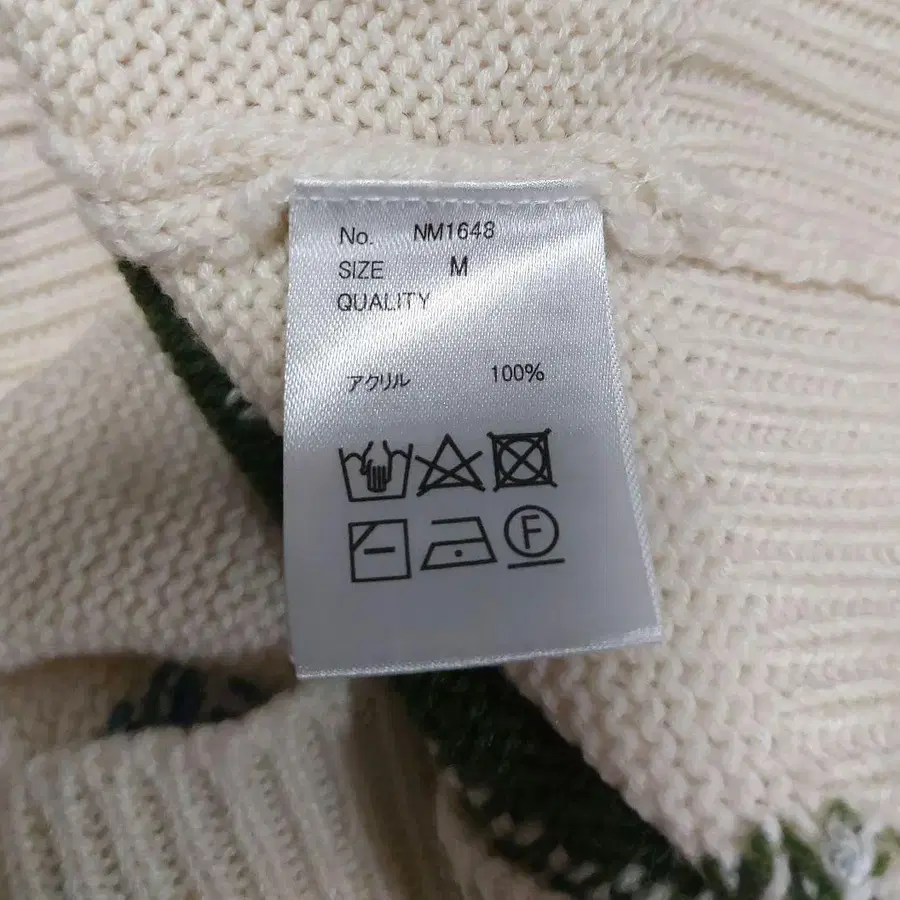 No. NM1648
SIZE M
QUALITY
アクリル 100%
F